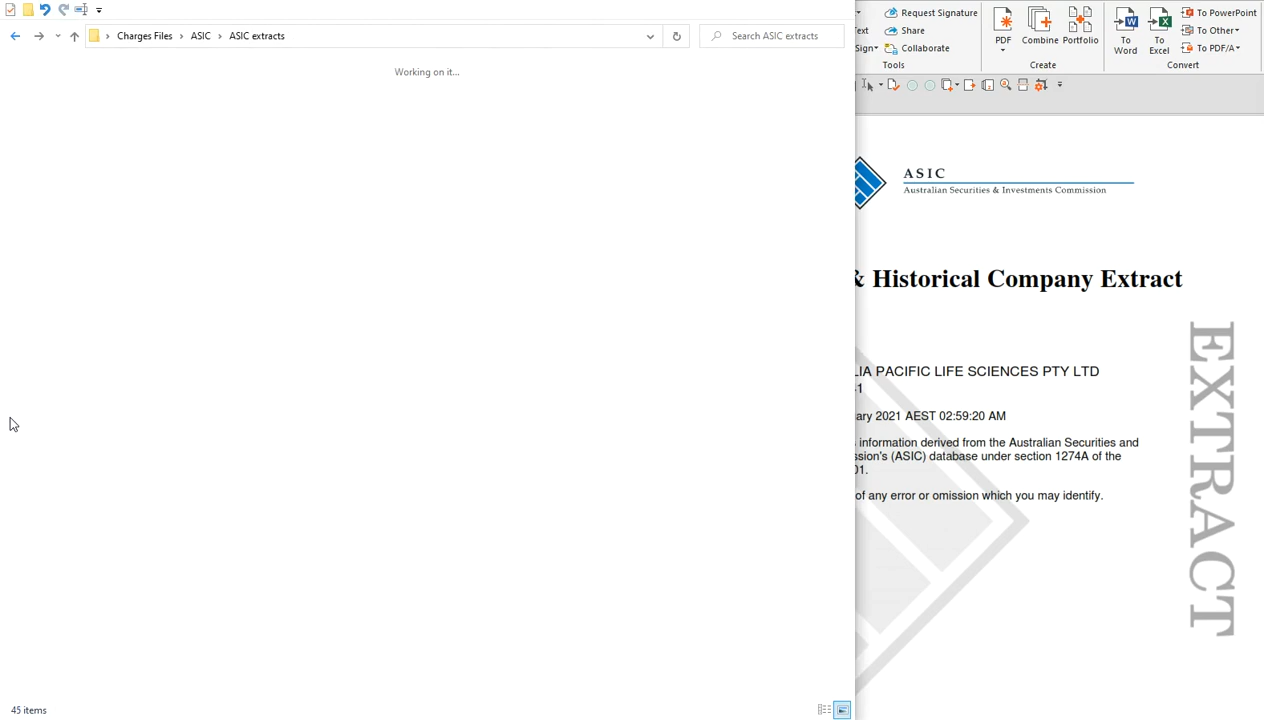 Charges Files > ASIC > ASIC extracts
Search ASIC extracts
Working on it...
45 items
Request Signature
Share
Collaborate
Tools
PDF
Combine
Portfolio
Create
To Word
To Excel
To PowerPoint
To Other
To PDF/A
Convert
ASIC
Australian Securities & Investments Commission
& Historical Company Extract
LIA PACIFIC LIFE SCIENCES PTY LTD
ary 2021 AEST 02:59:20 AM
information derived from the Australian Securities and
ssion's (ASIC) database under section 1274A of the
01.
of any error or omission which you may identify.
EXTRACT